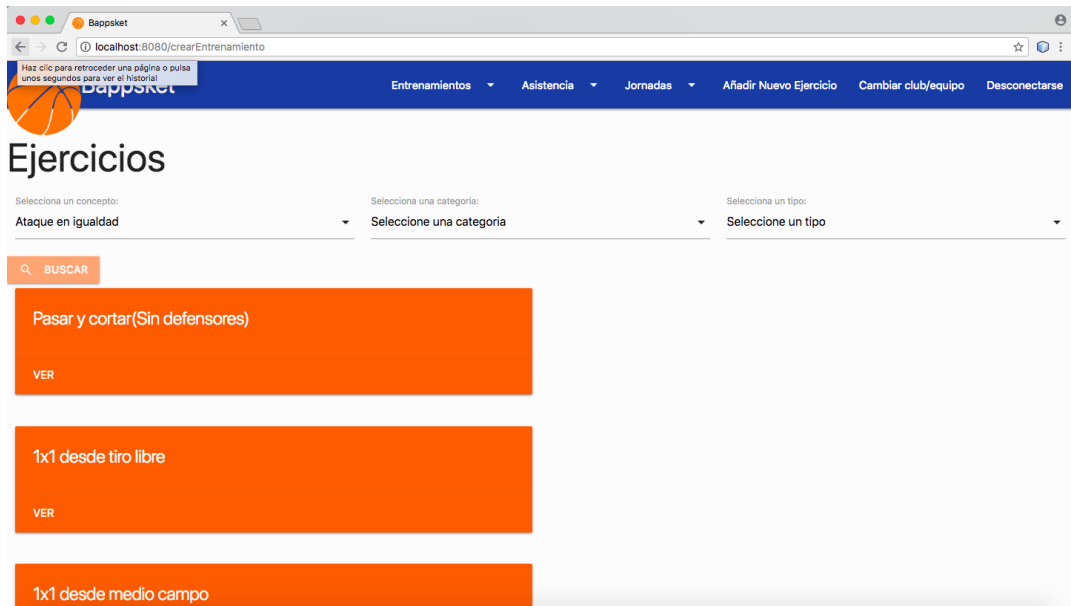 Bappsket
localhost:8080/crearEntrenamiento
Haz clic para retroceder una página o pulsa
unos segundos para ver el historial
Bappsket
Entrenamientos
Asistencia
Jornadas
Añadir Nuevo Ejercicio
Cambiar club/equipo
Desconectarse
Ejercicios
Selecciona un concepto:
Selecciona una categoria:
Selecciona un tipo:
Ataque en igualdad
Seleccione una categoria
Seleccione un tipo
BUSCAR
Pasar y cortar(Sin defensores)
VER
1x1 desde tiro libre
VER
1x1 desde medio campo